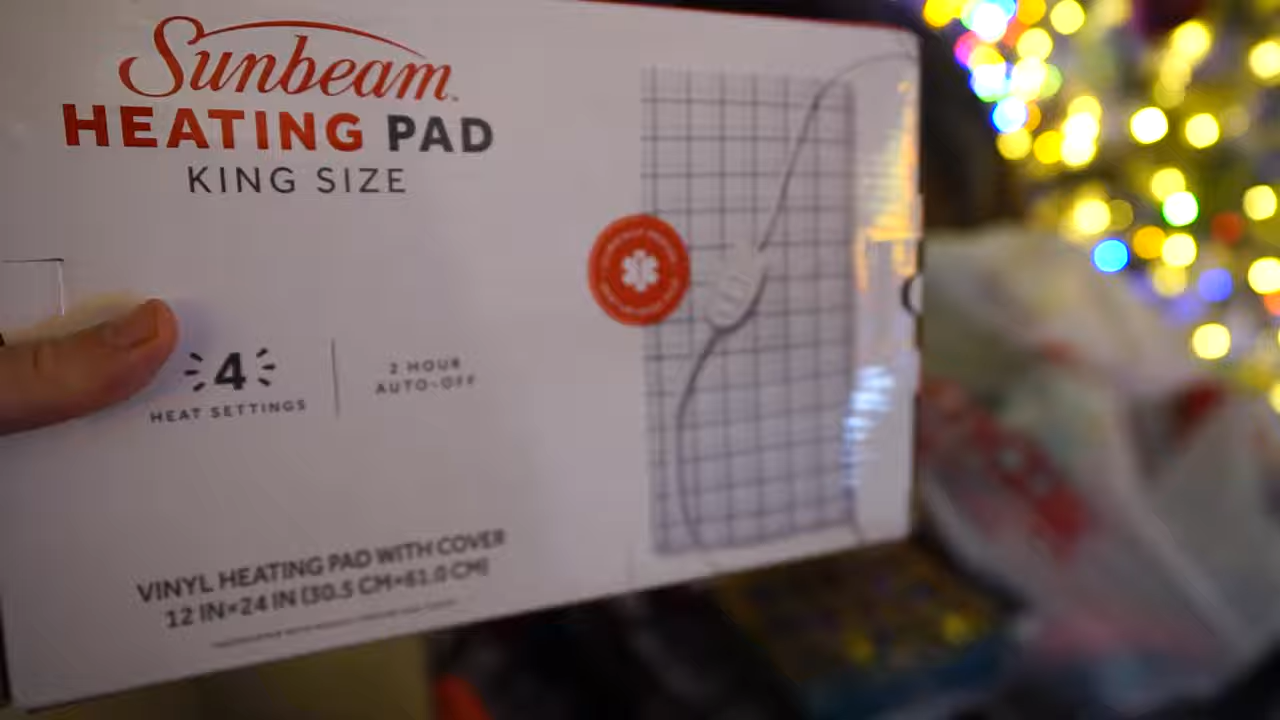 Sunbeam
HEATING PAD
KING SIZE
4
HEAT SETTINGS
2 HOUR
AUTO-OFF
VINYL HEATING PAD WITH COVER
12 IN×24 IN (30.5 CM×61.0 CM)